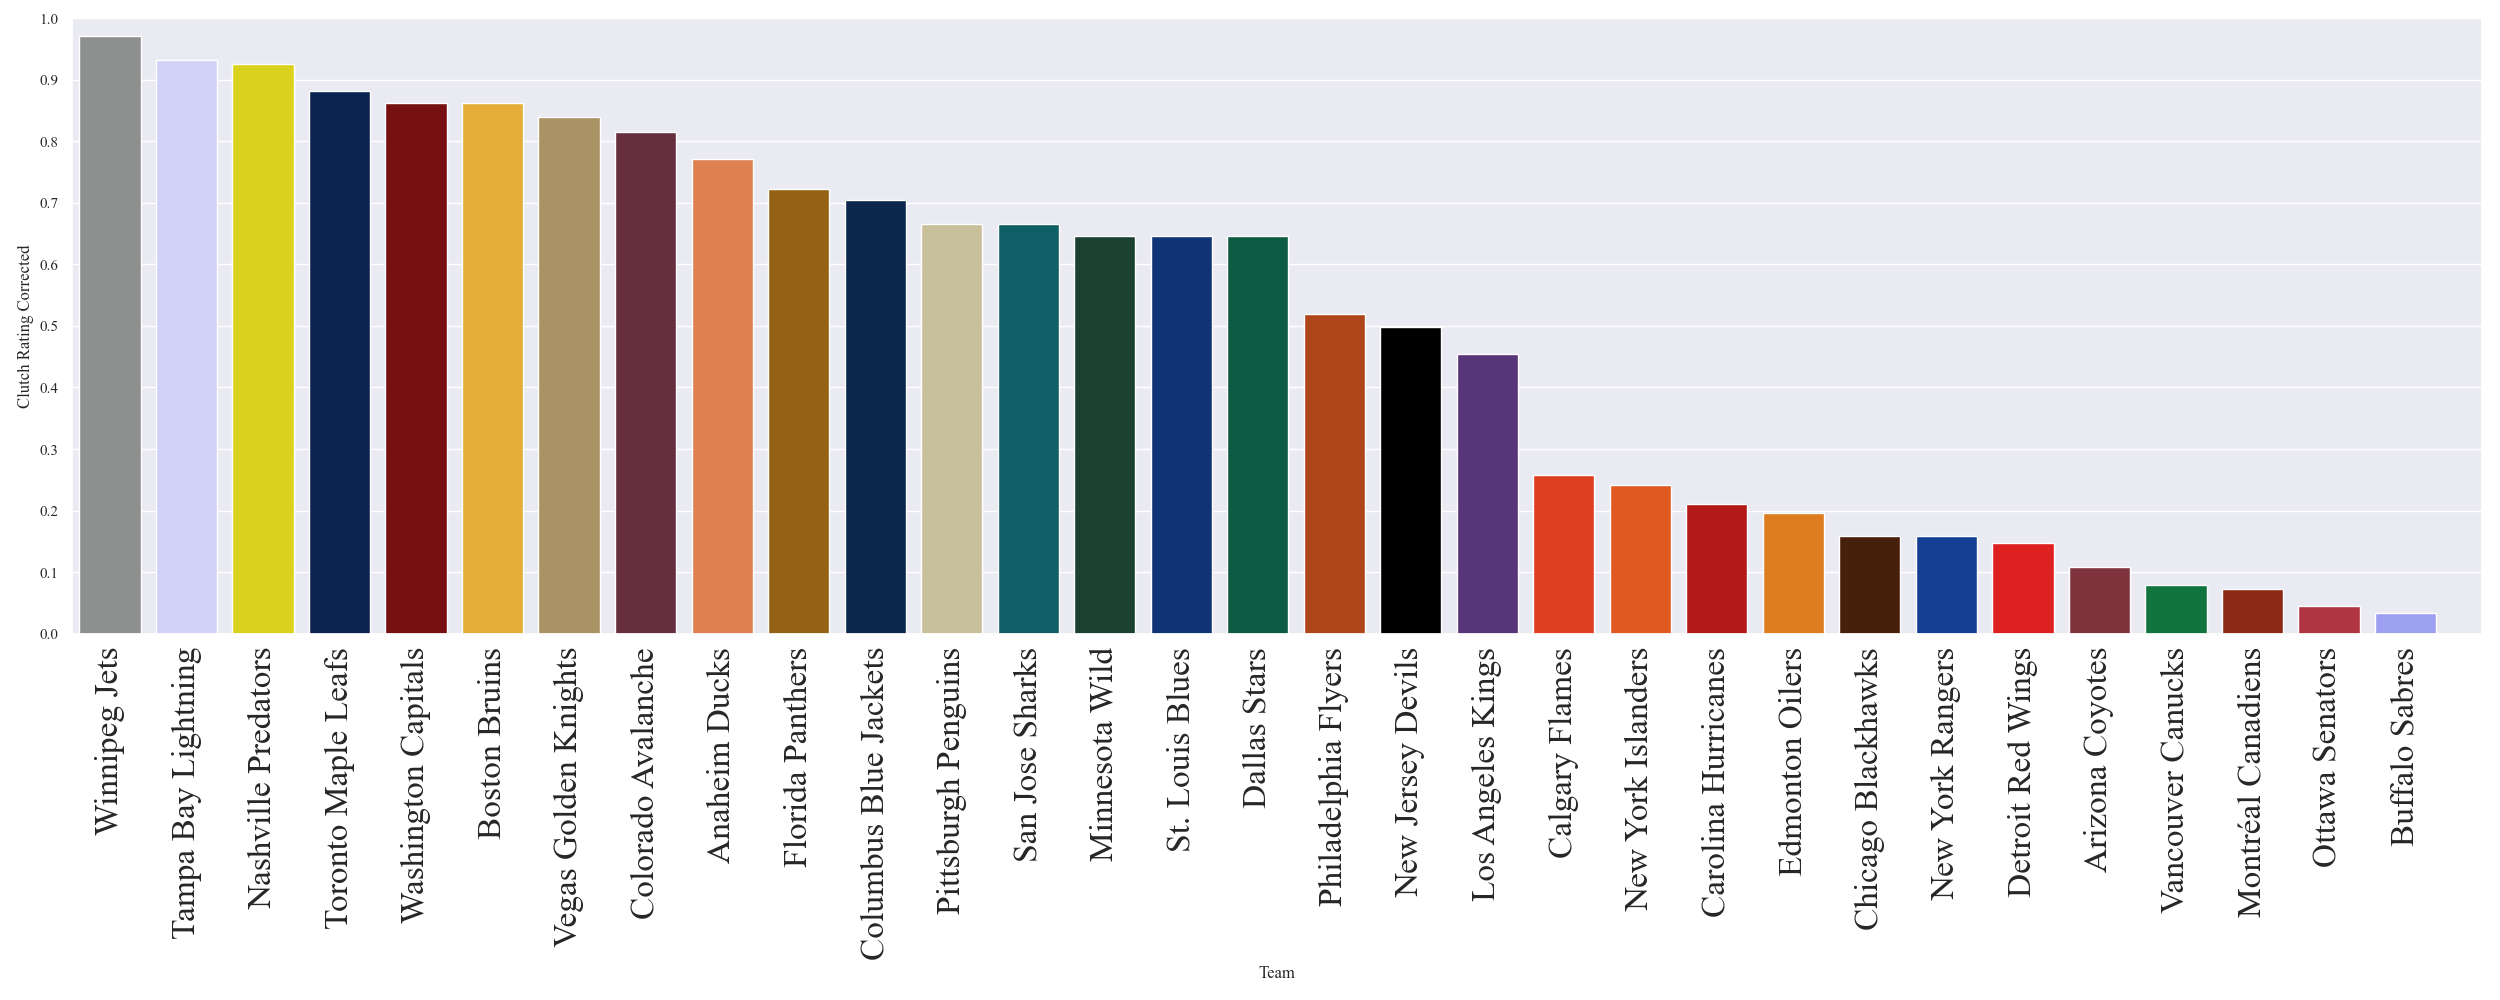 1.0
0.9
0.8
0.7
0.6
0.5
0.4
0.3
0.2
0.1
0.0
Clutch Rating Corrected
Winnipeg Jets
Tampa Bay Lightning
Nashville Predators
Toronto Maple Leafs
Washington Capitals
Boston Bruins
Vegas Golden Knights
Colorado Avalanche
Anaheim Ducks
Florida Panthers
Columbus Blue Jackets
Pittsburgh Penguins
San Jose Sharks
Minnesota Wild
St. Louis Blues
Dallas Stars
Philadelphia Flyers
New Jersey Devils
Los Angeles Kings
Calgary Flames
New York Islanders
Carolina Hurricanes
Edmonton Oilers
Chicago Blackhawks
New York Rangers
Detroit Red Wings
Arizona Coyotes
Vancouver Canucks
Montréal Canadiens
Ottawa Senators
Buffalo Sabres
Team